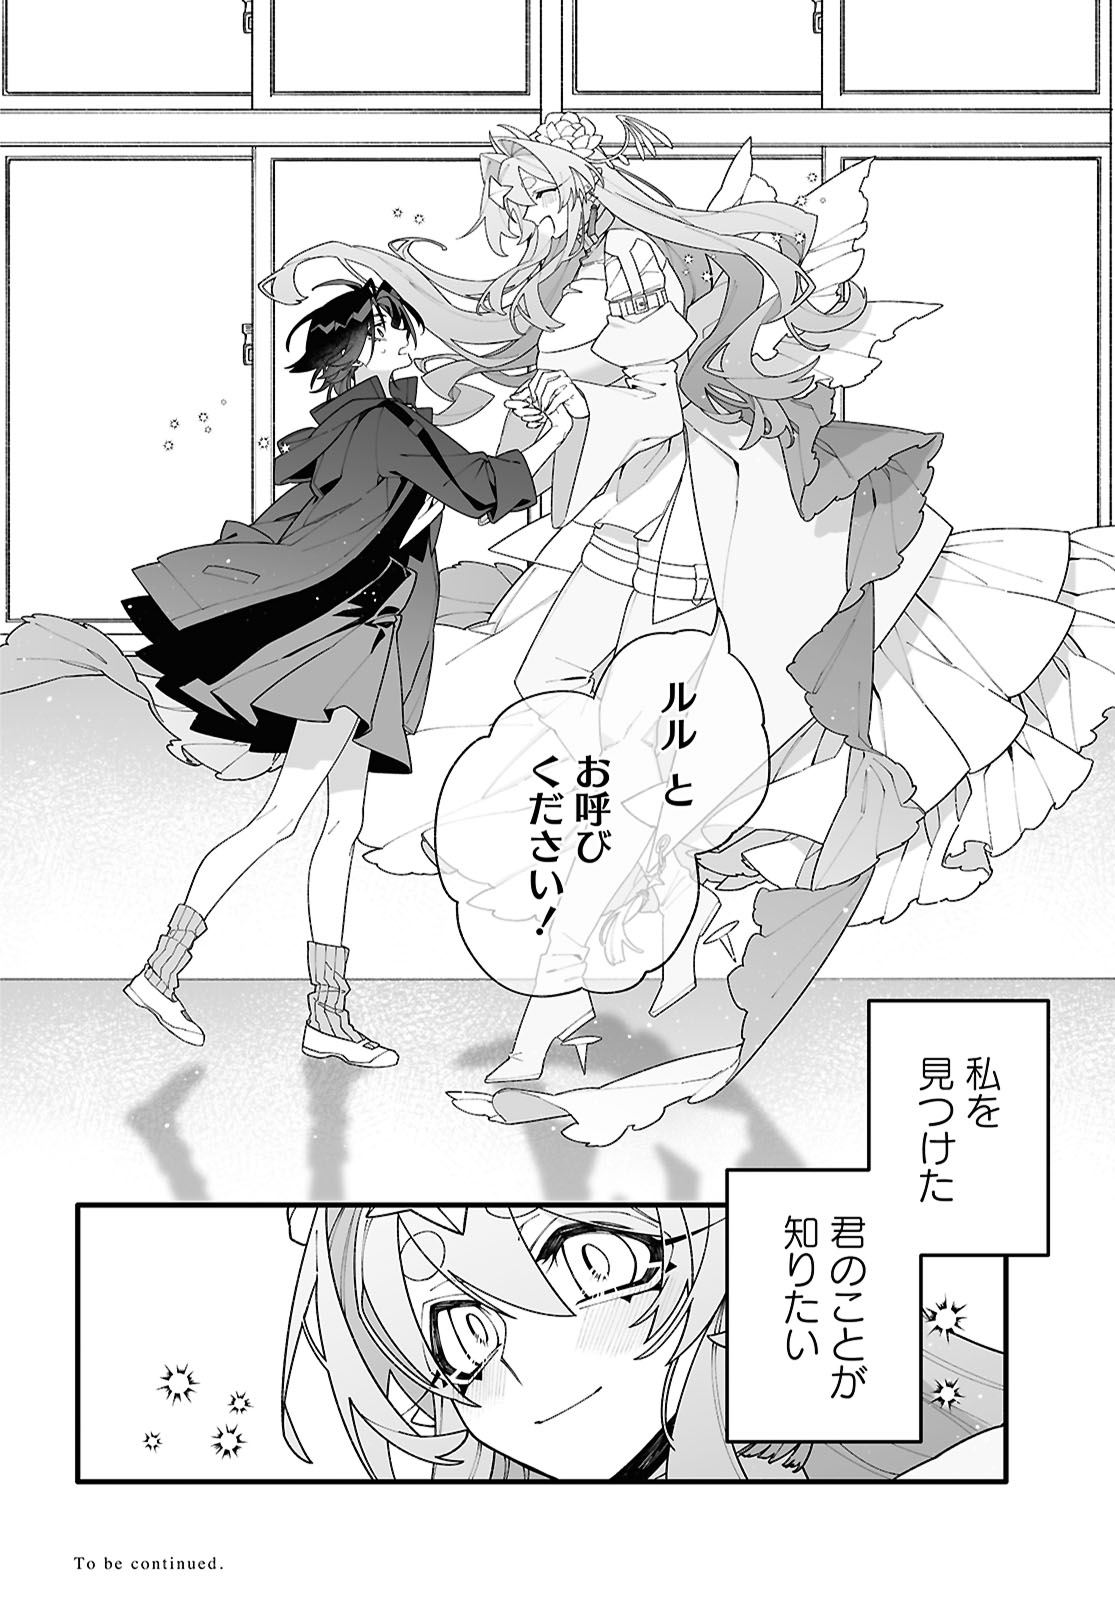 ルルと
お呼び
ください！
私を
見つけた
君のことが
知りたい
To be continued.